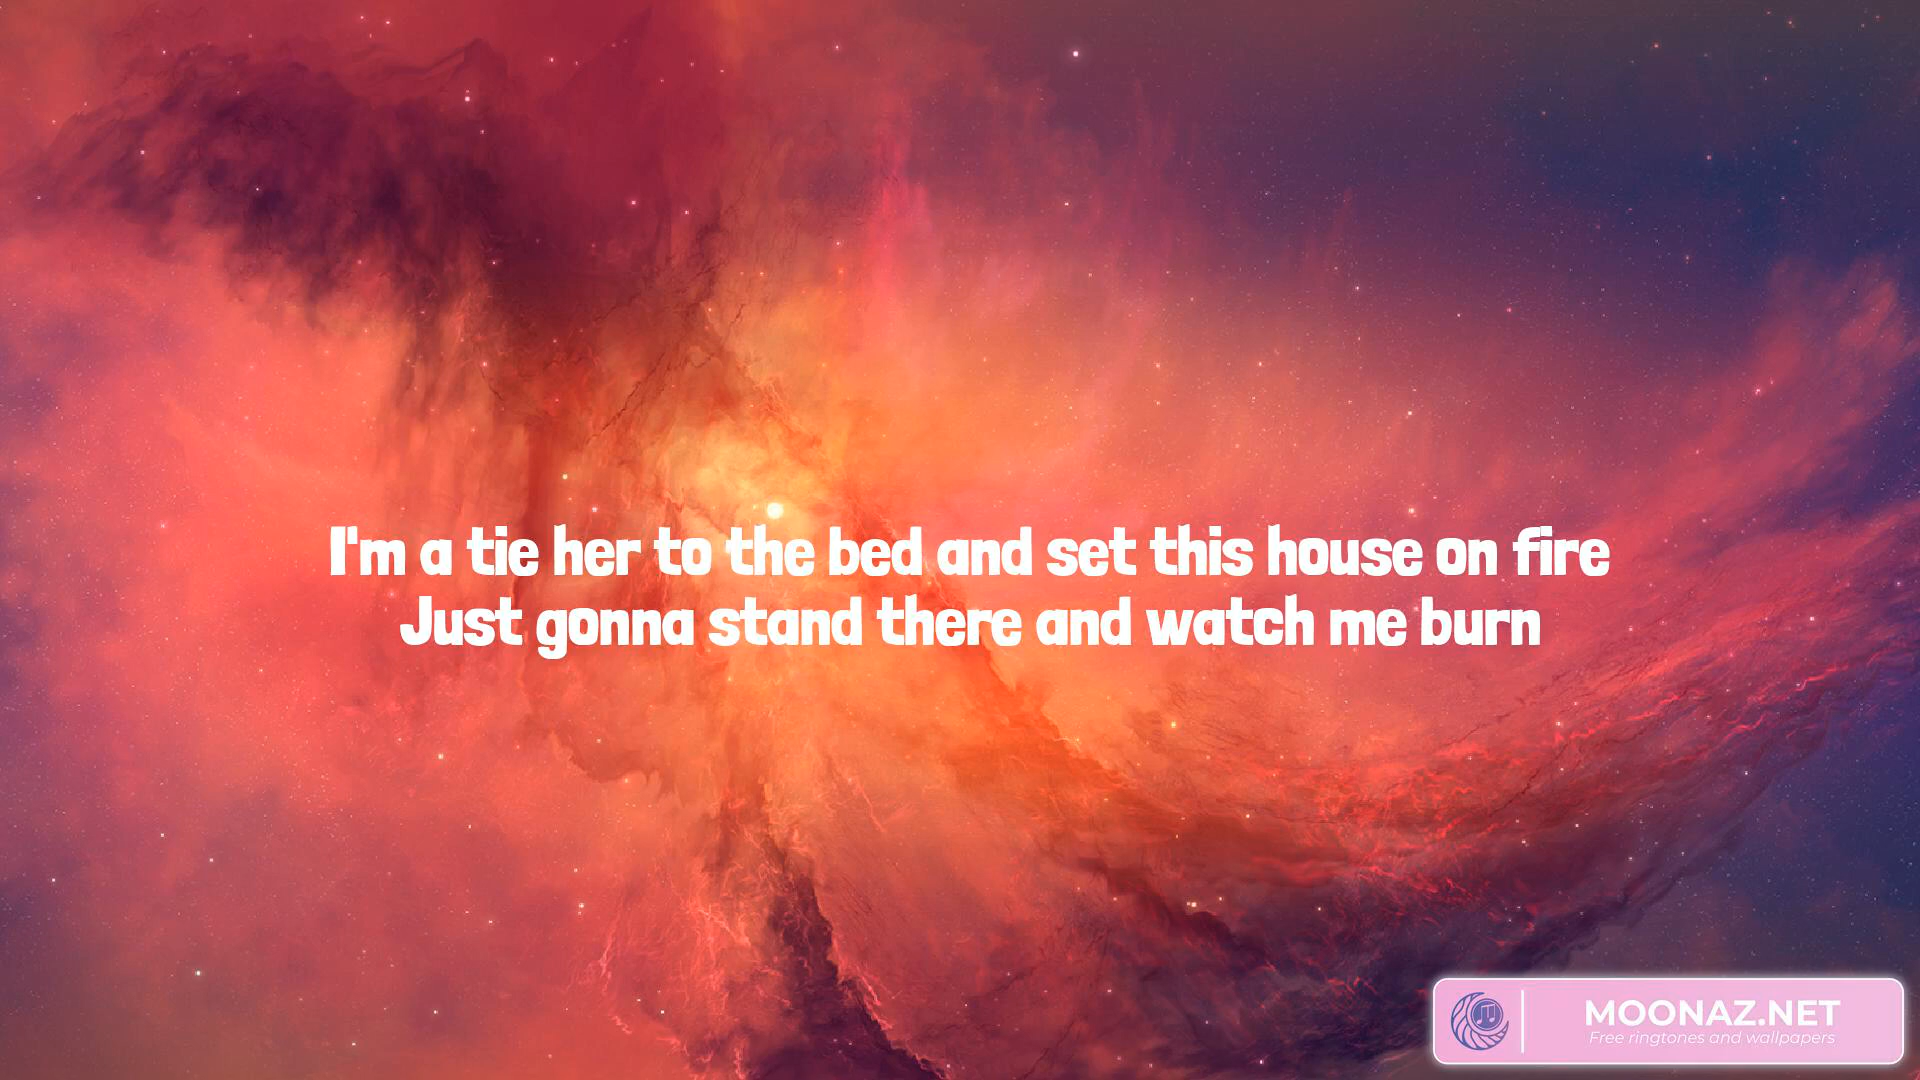 I'm a tie her to the bed and set this house on fire
Just gonna stand there and watch me burn
MOONAZ.NET
Free ringtones and wallpapers